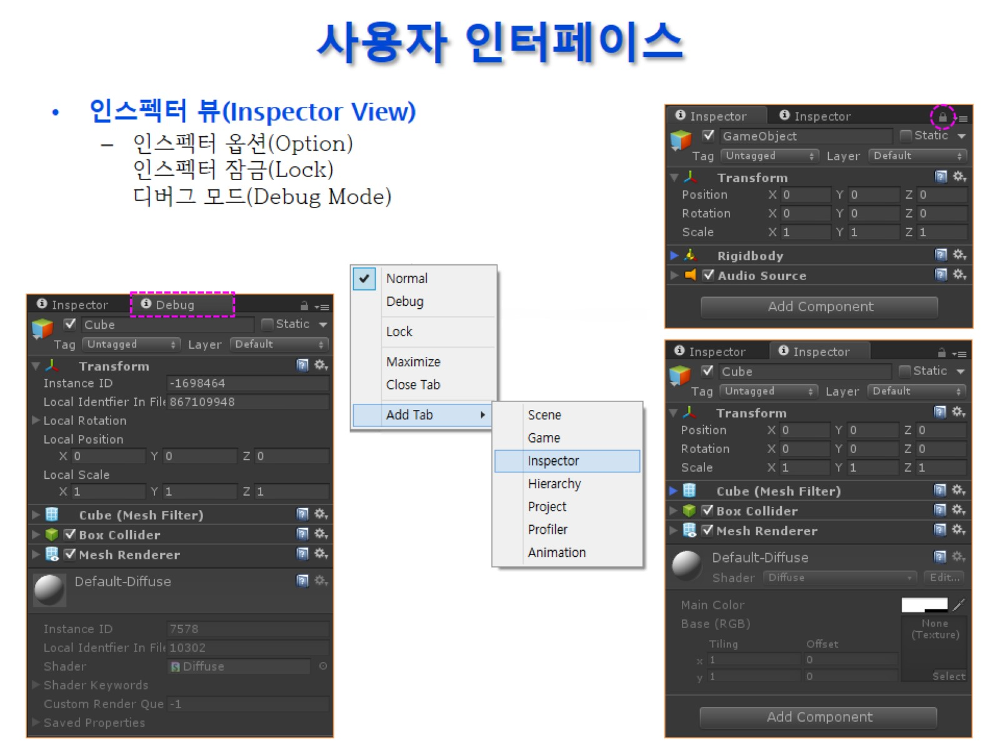 사용자 인터페이스
• 인스펙터 뷰(Inspector View)
– 인스펙터 옵션(Option)
인스펙터 잠금(Lock)
디버그 모드(Debug Mode)
Inspector Debug
Cube Static
Tag Untagged Layer Default
Transform
Instance ID -1698464
Local Identfier In File 867109948
Local Rotation
Local Position
X 0 Y 0 Z 0
Local Scale
X 1 Y 1 Z 1
Cube (Mesh Filter)
Box Collider
Mesh Renderer
Default-Diffuse
Instance ID 7578
Local Identfier In File 10302
Shader Diffuse
Shader Keywords
Custom Render Que -1
Saved Properties
Normal
Debug
Lock
Maximize
Close Tab
Add Tab
Scene
Game
Inspector
Hierarchy
Project
Profiler
Animation
Inspector Inspector
GameObject Static
Tag Untagged Layer Default
Transform
Position X 0 Y 0 Z 0
Rotation X 0 Y 0 Z 0
Scale X 1 Y 1 Z 1
Rigidbody
Audio Source
Add Component
Inspector Inspector
Cube Static
Tag Untagged Layer Default
Transform
Position X 0 Y 0 Z 0
Rotation X 0 Y 0 Z 0
Scale X 1 Y 1 Z 1
Cube (Mesh Filter)
Box Collider
Mesh Renderer
Default-Diffuse
Shader Diffuse Edit...
Main Color
Base (RGB) None
(Texture)
Tiling Offset
x 1 0
y 1 0 Select
Add Component